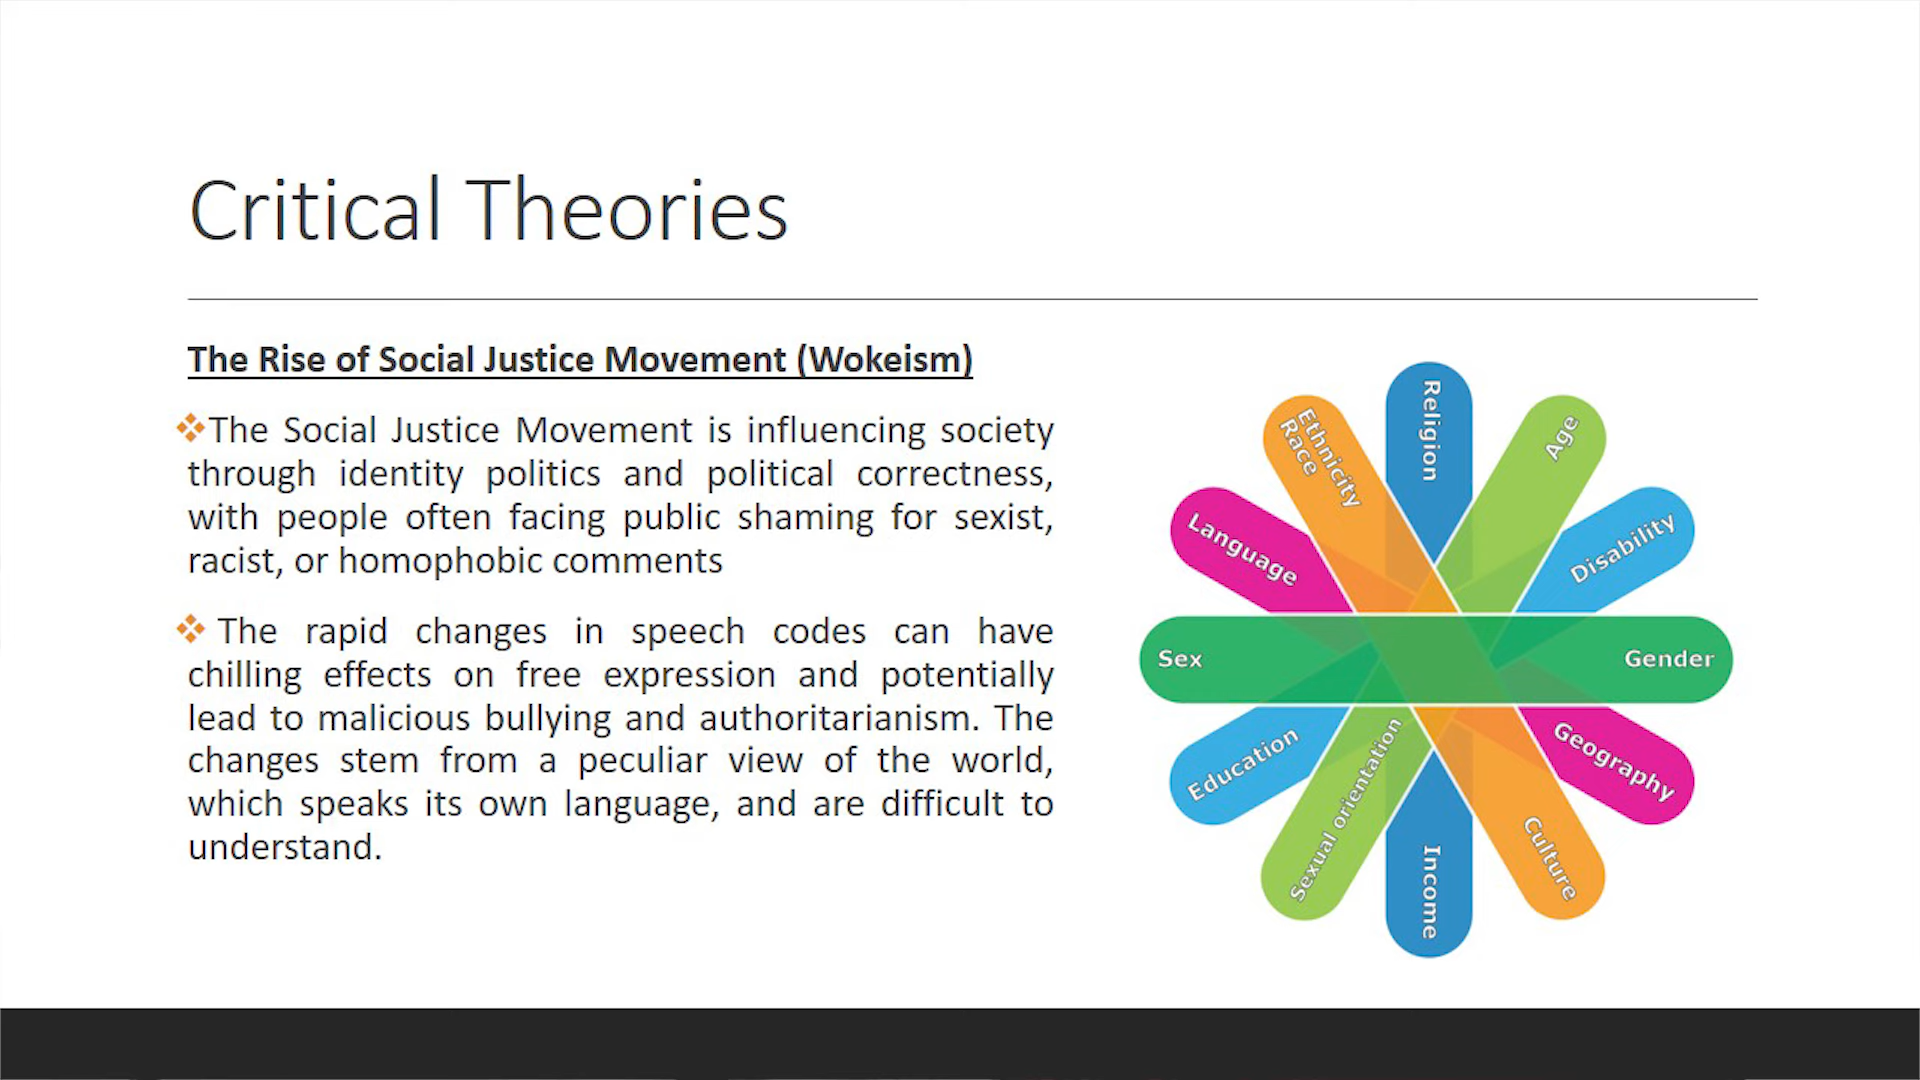 Critical Theories
The Rise of Social Justice Movement (Wokeism)
❖The Social Justice Movement is influencing society
through identity politics and political correctness,
with people often facing public shaming for sexist,
racist, or homophobic comments
❖ The rapid changes in speech codes can have
chilling effects on free expression and potentially
lead to malicious bullying and authoritarianism. The
changes stem from a peculiar view of the world,
which speaks its own language, and are difficult to
understand.
Religion
Age
Disability
Gender
Geography
Culture
Income
Sexual orientation
Education
Sex
Language
Ethnicity
Race